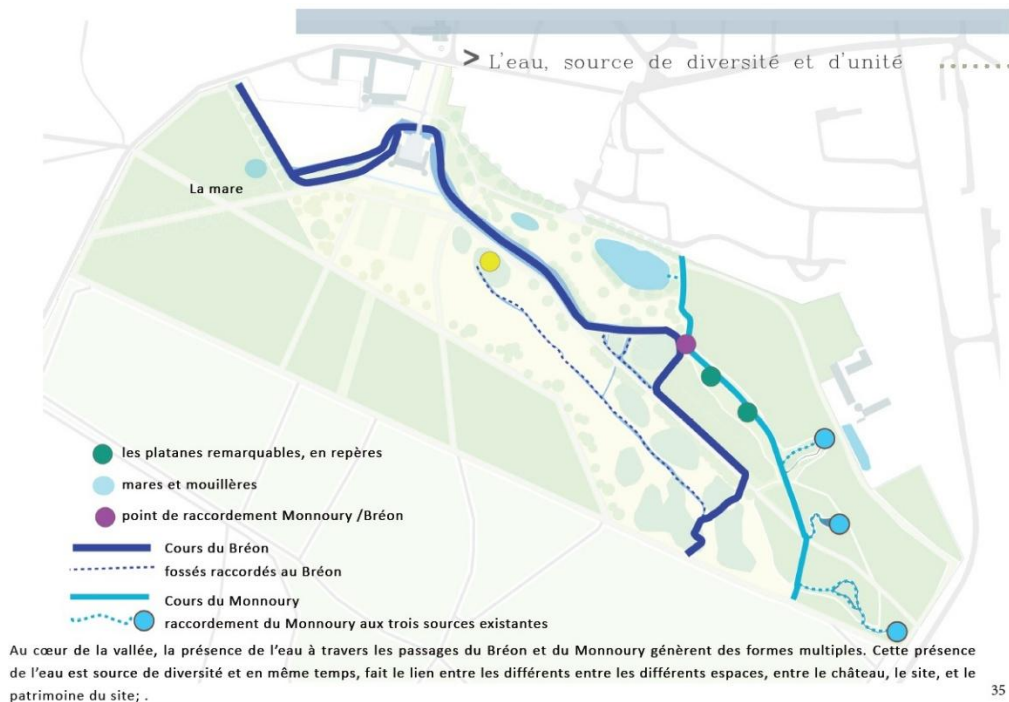 > L'eau, source de diversité et d'unité
La mare
les platanes remarquables, en repères
mares et mouillères
point de raccordement Monnoury /Bréon
Cours du Bréon
fossés raccordés au Bréon
Cours du Monnoury
raccordement du Monnoury aux trois sources existantes
Au cœur de la vallée, la présence de l'eau à travers les passages du Bréon et du Monnoury génèrent des formes multiples. Cette présence
de l'eau est source de diversité et en même temps, fait le lien entre les différents entre les différents espaces, entre le château, le site, et le
patrimoine du site; .
35